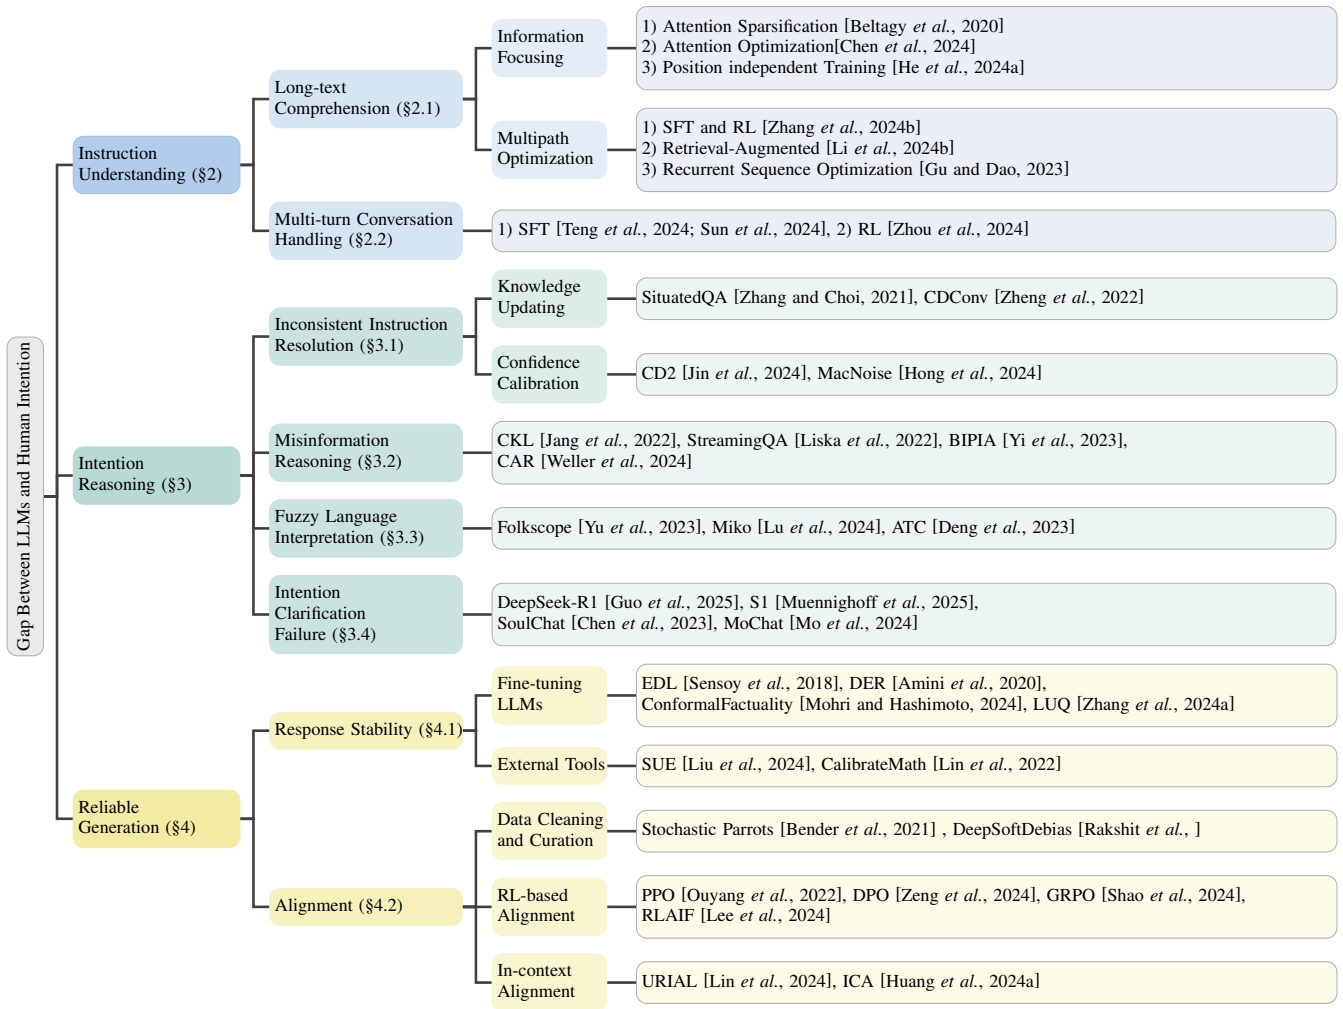 Gap Between LLMs and Human Intention
Instruction
Understanding (§2)
Long-text
Comprehension (§2.1)
Information
Focusing
1) Attention Sparsification [Beltagy et al., 2020]
2) Attention Optimization[Chen et al., 2024]
3) Position independent Training [He et al., 2024a]
Multipath
Optimization
1) SFT and RL [Zhang et al., 2024b]
2) Retrieval-Augmented [Li et al., 2024b]
3) Recurrent Sequence Optimization [Gu and Dao, 2023]
Multi-turn Conversation
Handling (§2.2)
1) SFT [Teng et al., 2024; Sun et al., 2024], 2) RL [Zhou et al., 2024]
Intention
Reasoning (§3)
Inconsistent Instruction
Resolution (§3.1)
Knowledge
Updating
SituatedQA [Zhang and Choi, 2021], CDConv [Zheng et al., 2022]
Confidence
Calibration
CD2 [Jin et al., 2024], MacNoise [Hong et al., 2024]
Misinformation
Reasoning (§3.2)
CKL [Jang et al., 2022], StreamingQA [Liska et al., 2022], BIPIA [Yi et al., 2023],
CAR [Weller et al., 2024]
Fuzzy Language
Interpretation (§3.3)
Folkscope [Yu et al., 2023], Miko [Lu et al., 2024], ATC [Deng et al., 2023]
Intention
Clarification
Failure (§3.4)
DeepSeek-R1 [Guo et al., 2025], S1 [Muennighoff et al., 2025],
SoulChat [Chen et al., 2023], MoChat [Mo et al., 2024]
Reliable
Generation (§4)
Response Stability (§4.1)
Fine-tuning
LLMs
EDL [Sensoy et al., 2018], DER [Amini et al., 2020],
ConformalFactuality [Mohri and Hashimoto, 2024], LUQ [Zhang et al., 2024a]
External Tools
SUE [Liu et al., 2024], CalibrateMath [Lin et al., 2022]
Alignment (§4.2)
Data Cleaning
and Curation
Stochastic Parrots [Bender et al., 2021] , DeepSoftDebias [Rakshit et al., ]
RL-based
Alignment
PPO [Ouyang et al., 2022], DPO [Zeng et al., 2024], GRPO [Shao et al., 2024],
RLAIF [Lee et al., 2024]
In-context
Alignment
URIAL [Lin et al., 2024], ICA [Huang et al., 2024a]